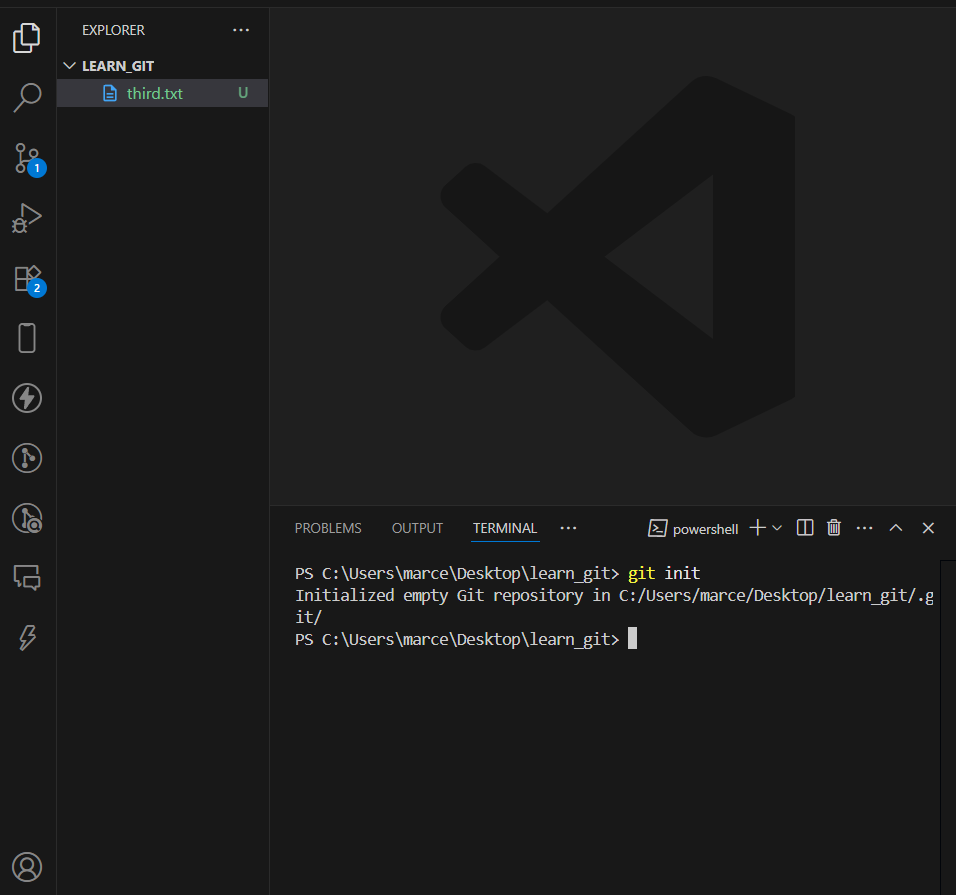 EXPLORER
LEARN_GIT
third.txt U
1
2
PROBLEMS OUTPUT TERMINAL powershell
PS C:\Users\marce\Desktop\learn_git> git init
Initialized empty Git repository in C:/Users/marce/Desktop/learn_git/.g
it/
PS C:\Users\marce\Desktop\learn_git>